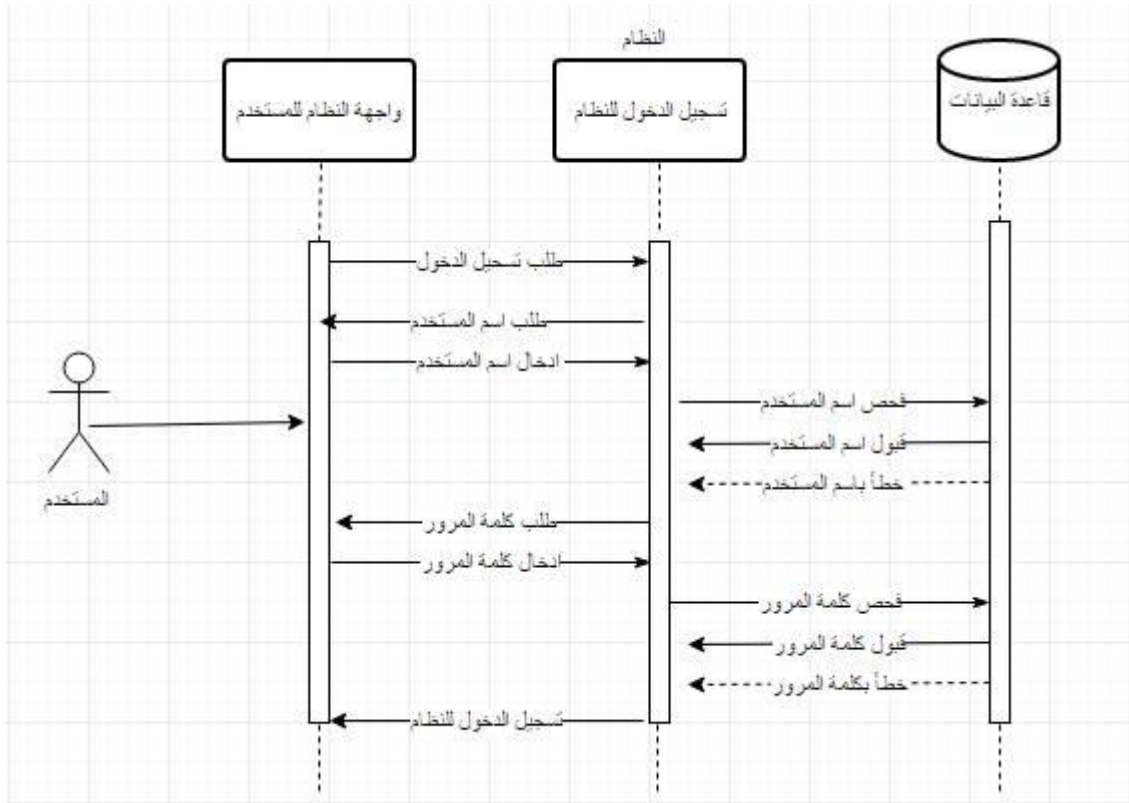 النظام
واجهة النظام للمستخدم
تسجيل الدخول للنظام
قاعدة البيانات
طلب تسجيل الدخول
طلب اسم المستخدم
ادخال اسم المستخدم
فحص اسم المستخدم
قبول اسم المستخدم
خطأ باسم المستخدم
المستخدم
طلب كلمة المرور
ادخال كلمة المرور
فحص كلمة المرور
قبول كلمة المرور
خطأ بكلمة المرور
تسجيل الدخول للنظام